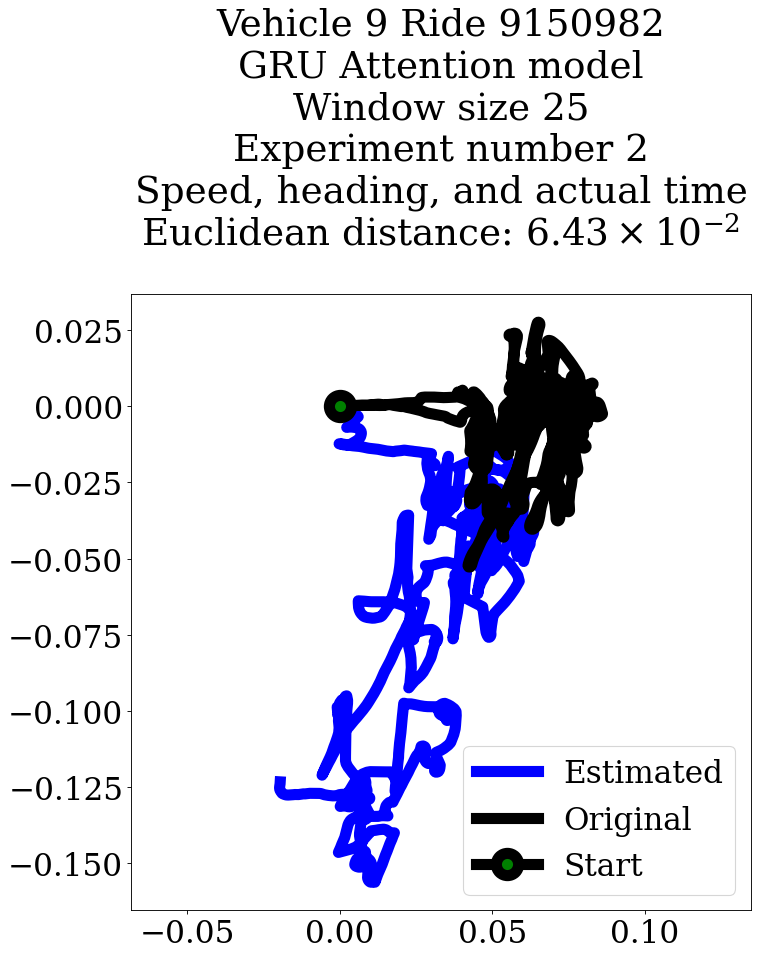 Vehicle 9 Ride 9150982
GRU Attention model
Window size 25
Experiment number 2
Speed, heading, and actual time
Euclidean distance: 6.43 × 10⁻²
0.025
0.000
−0.025
−0.050
−0.075
−0.100
−0.125
−0.150
Estimated
Original
Start
−0.05 0.00 0.05 0.10